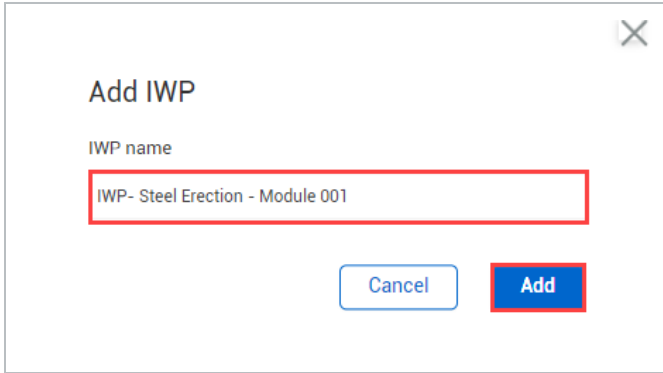 Add IWP
IWP name
IWP- Steel Erection - Module 001
Cancel
Add